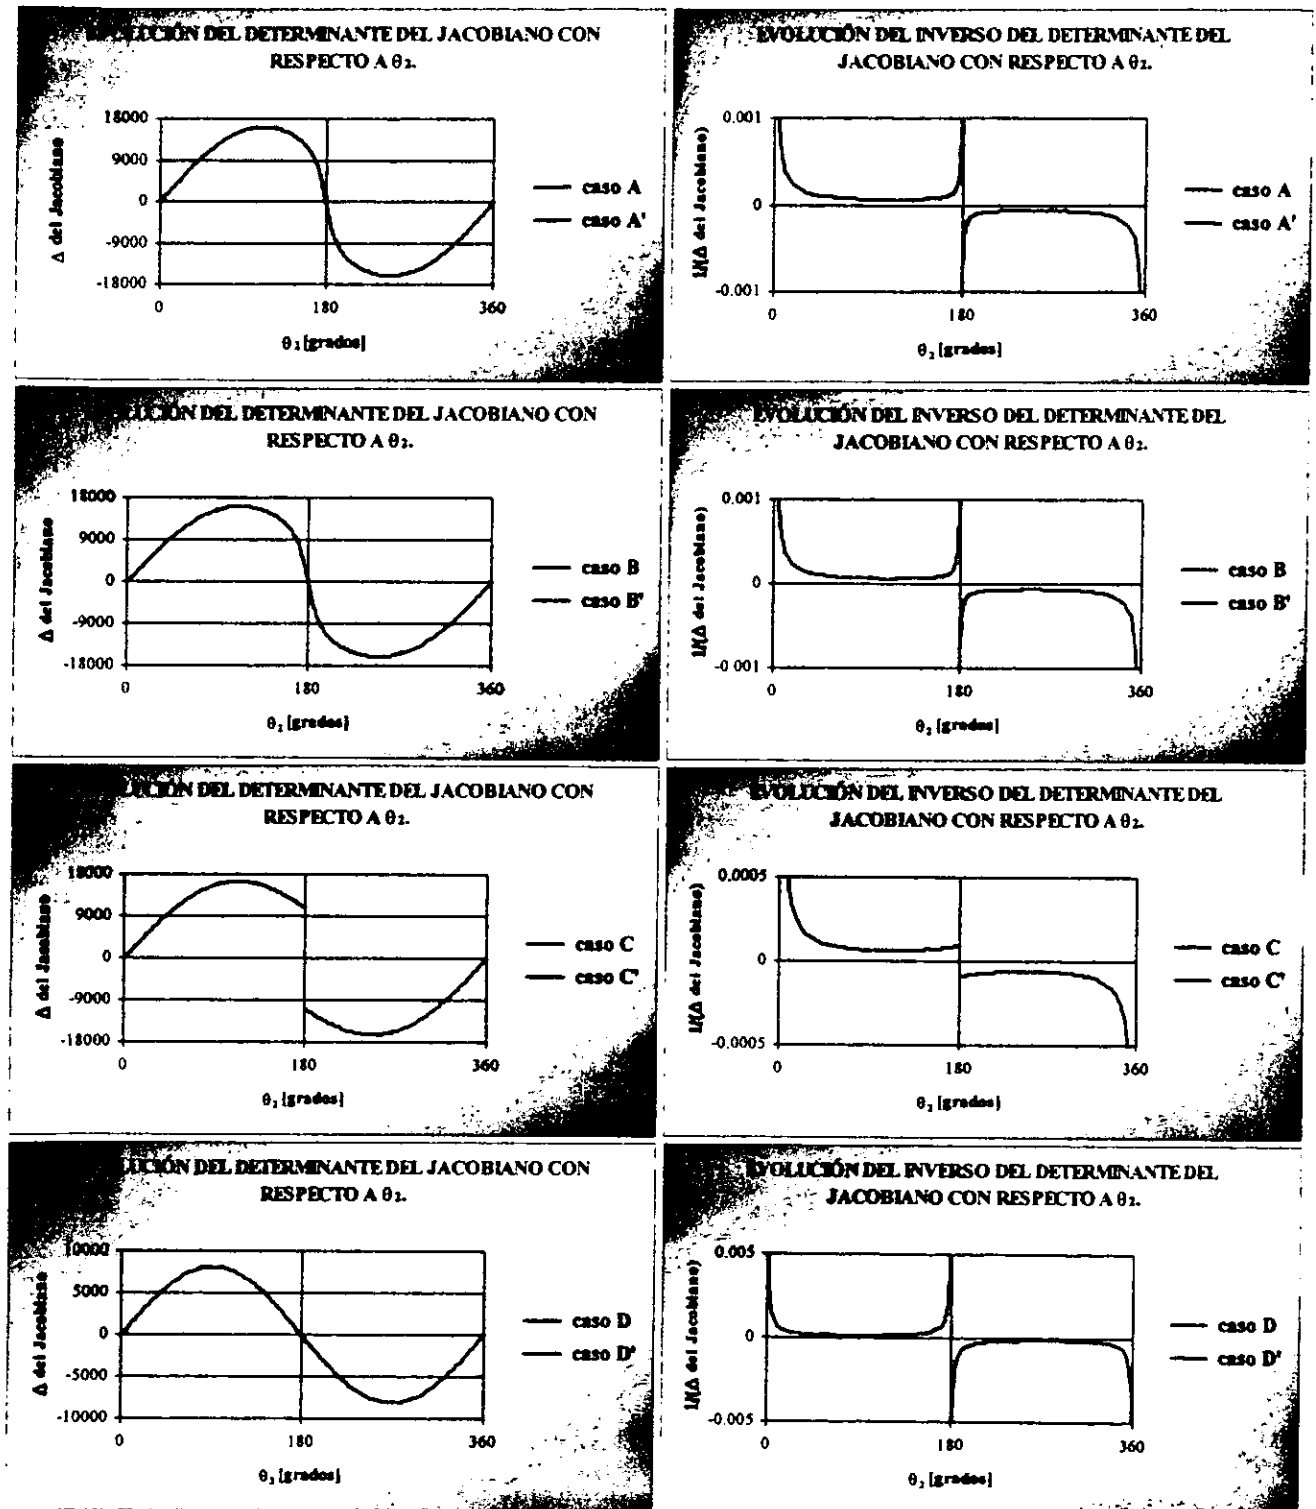 EVOLUCIÓN DEL DETERMINANTE DEL JACOBIANO CON
RESPECTO A θ2.
Δ del Jacobiano
18000
9000
0
-9000
-18000
0
180
360
θ2 [grados]
caso A
caso A'
EVOLUCIÓN DEL INVERSO DEL DETERMINANTE DEL
JACOBIANO CON RESPECTO A θ2.
1/(Δ del Jacobiano)
0.001
0
-0.001
0
180
360
θ2 [grados]
caso A
caso A'
LUCIÓN DEL DETERMINANTE DEL JACOBIANO CON
RESPECTO A θ2.
Δ del Jacobiano
18000
9000
0
-9000
-18000
0
180
360
θ2 [grados]
caso B
caso B'
EVOLUCIÓN DEL INVERSO DEL DETERMINANTE DEL
JACOBIANO CON RESPECTO A θ2.
1/(Δ del Jacobiano)
0.001
0
-0.001
0
180
360
θ2 [grados]
caso B
caso B'
LUCIÓN DEL DETERMINANTE DEL JACOBIANO CON
RESPECTO A θ2.
Δ del Jacobiano
18000
9000
0
-9000
-18000
0
180
360
θ2 [grados]
caso C
caso C'
EVOLUCIÓN DEL INVERSO DEL DETERMINANTE DEL
JACOBIANO CON RESPECTO A θ2.
1/(Δ del Jacobiano)
0.0005
0
-0.0005
0
180
360
θ2 [grados]
caso C
caso C'
LUCIÓN DEL DETERMINANTE DEL JACOBIANO CON
RESPECTO A θ2.
Δ del Jacobiano
10000
5000
0
-5000
-10000
0
180
360
θ2 [grados]
caso D
caso D'
EVOLUCIÓN DEL INVERSO DEL DETERMINANTE DEL
JACOBIANO CON RESPECTO A θ2.
1/(Δ del Jacobiano)
0.005
0
-0.005
0
180
360
θ2 [grados]
caso D
caso D'